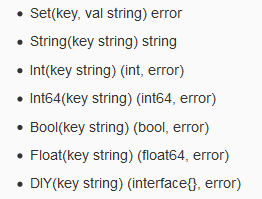 • Set(key, val string) error
• String(key string) string
• Int(key string) (int, error)
• Int64(key string) (int64, error)
• Bool(key string) (bool, error)
• Float(key string) (float64, error)
• DIY(key string) (interface{}, error)